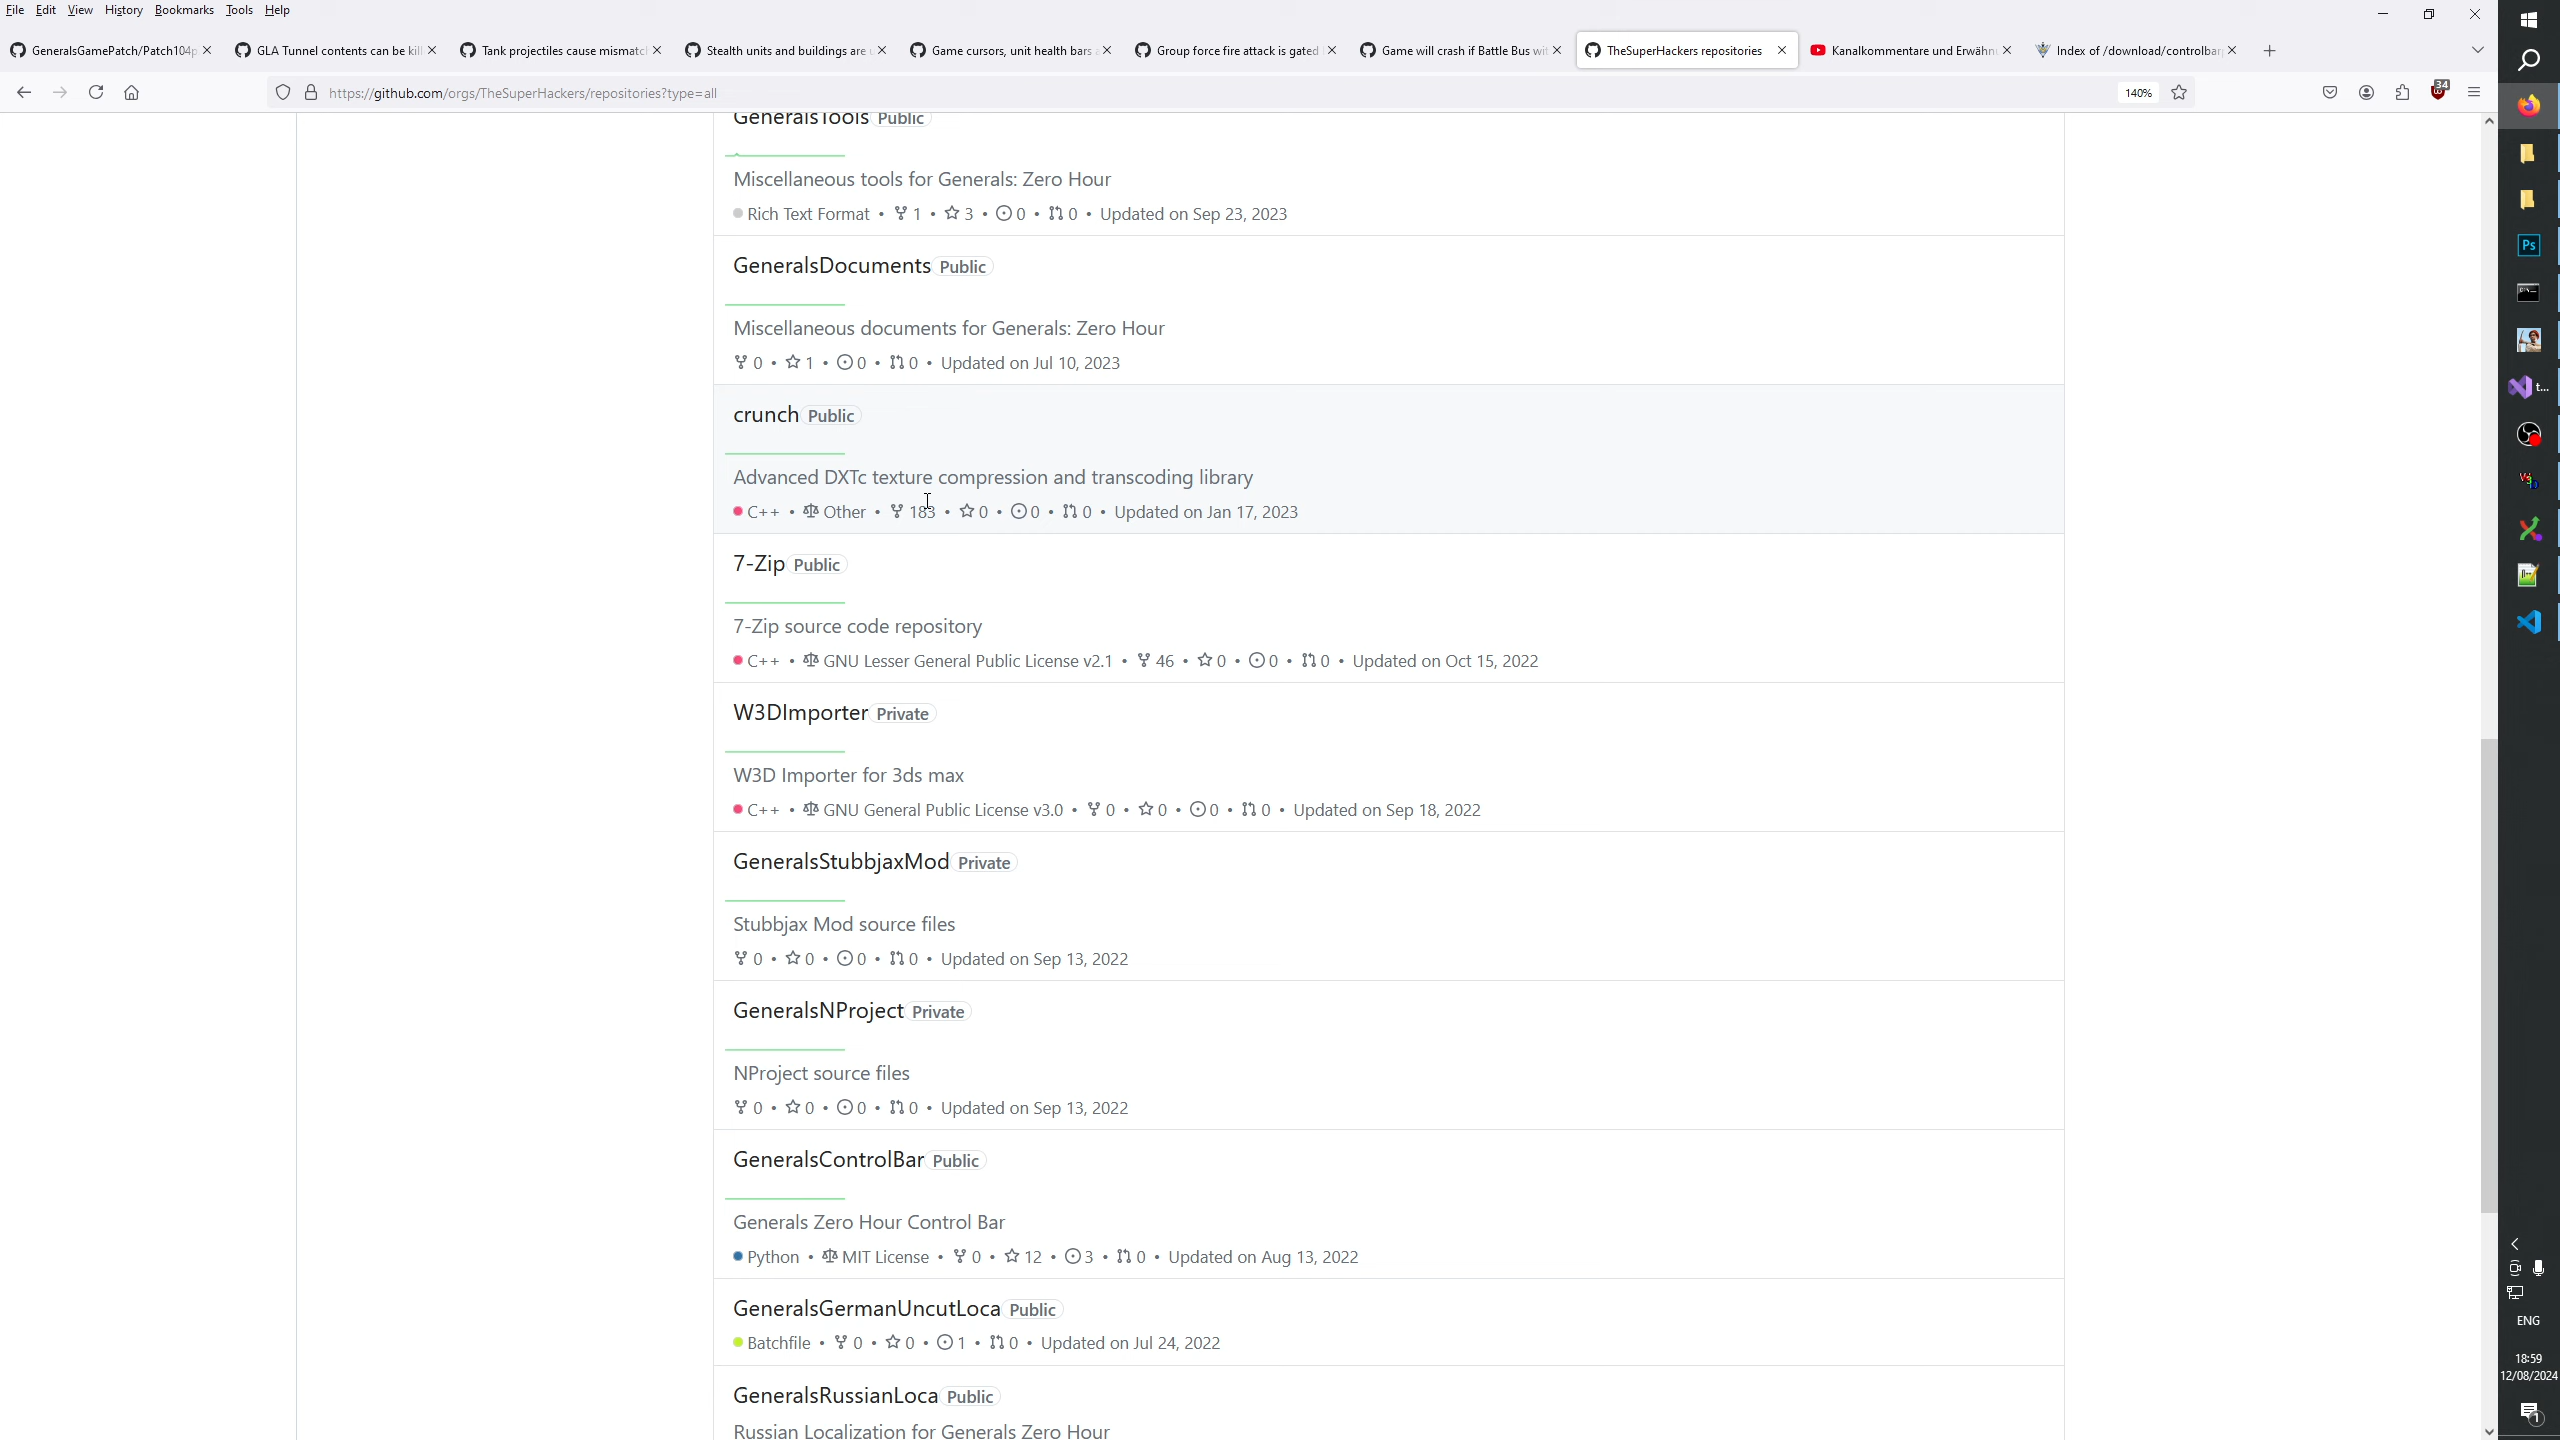 File Edit View History Bookmarks Tools Help
GeneralsGamePatch/Patch104p
GLA Tunnel contents can be kill
Tank projectiles cause mismatc
Stealth units and buildings are u
Game cursors, unit health bars a
Group force fire attack is gated
Game will crash if Battle Bus wit
TheSuperHackers repositories
Kanalkommentare und Erwähn
Index of /download/controlbar
https://github.com/orgs/TheSuperHackers/repositories?type=all
140%
34
GeneralsTools Public
Miscellaneous tools for Generals: Zero Hour
Rich Text Format • 1 • 3 • 0 • 0 • Updated on Sep 23, 2023
GeneralsDocuments Public
Miscellaneous documents for Generals: Zero Hour
0 • 1 • 0 • 0 • Updated on Jul 10, 2023
crunch Public
Advanced DXTc texture compression and transcoding library
C++ • Other • 183 • 0 • 0 • 0 • Updated on Jan 17, 2023
7-Zip Public
7-Zip source code repository
C++ • GNU Lesser General Public License v2.1 • 46 • 0 • 0 • 0 • Updated on Oct 15, 2022
W3DImporter Private
W3D Importer for 3ds max
C++ • GNU General Public License v3.0 • 0 • 0 • 0 • 0 • Updated on Sep 18, 2022
GeneralsStubbjaxMod Private
Stubbjax Mod source files
0 • 0 • 0 • 0 • Updated on Sep 13, 2022
GeneralsNProject Private
NProject source files
0 • 0 • 0 • 0 • Updated on Sep 13, 2022
GeneralsControlBar Public
Generals Zero Hour Control Bar
Python • MIT License • 0 • 12 • 3 • 0 • Updated on Aug 13, 2022
GeneralsGermanUncutLoca Public
Batchfile • 0 • 0 • 1 • 0 • Updated on Jul 24, 2022
GeneralsRussianLoca Public
Russian Localization for Generals Zero Hour
Ps
t...
ENG
18:59
12/08/2024
1